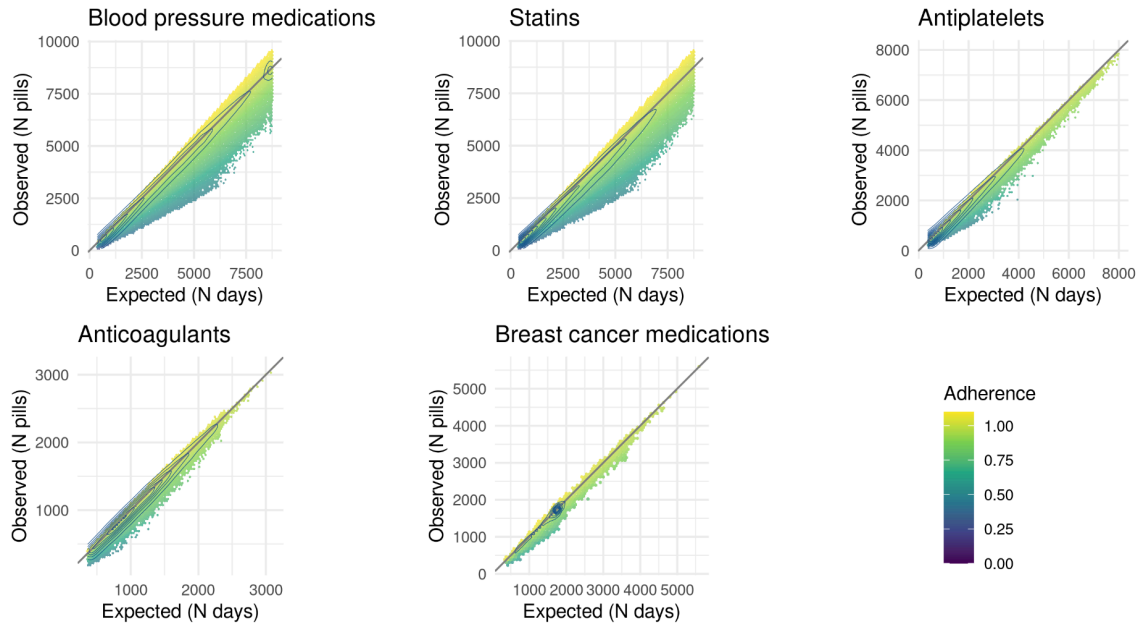 Blood pressure medications
10000
7500
5000
2500
0
0 2500 5000 7500
Observed (N pills)
Expected (N days)
Statins
10000
7500
5000
2500
0
0 2500 5000 7500
Observed (N pills)
Expected (N days)
Antiplatelets
8000
6000
4000
2000
0
0 2000 4000 6000 8000
Observed (N pills)
Expected (N days)
Anticoagulants
3000
2000
1000
1000 2000 3000
Observed (N pills)
Expected (N days)
Breast cancer medications
5000
4000
3000
2000
1000
0
1000 2000 3000 4000 5000
Observed (N pills)
Expected (N days)
Adherence
1.00
0.75
0.50
0.25
0.00